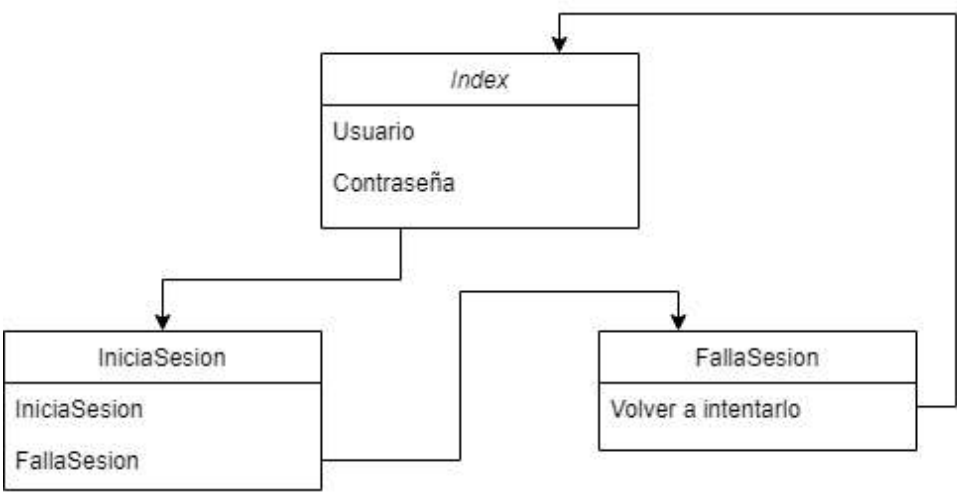 Index
Usuario
Contraseña
IniciaSesion
IniciaSesion
FallaSesion
FallaSesion
Volver a intentarlo